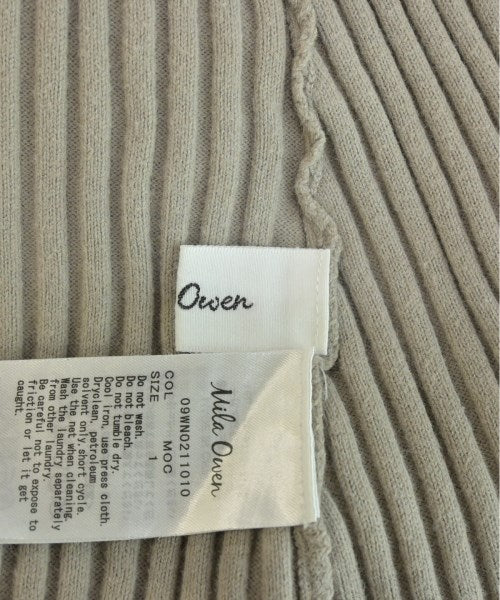 Owen
Mila Owen
09WN0211010
COL MOC
SIZE 1
Do not wash.
Do not bleach.
Do not tumble dry.
Cool iron, use press cloth.
Dryclean, petroleum
solvent only,short cycle.
Use the net when cleaning.
Wash the laundry separately
from other laundry.
Be careful not to expose to
friction or let it get
caught.